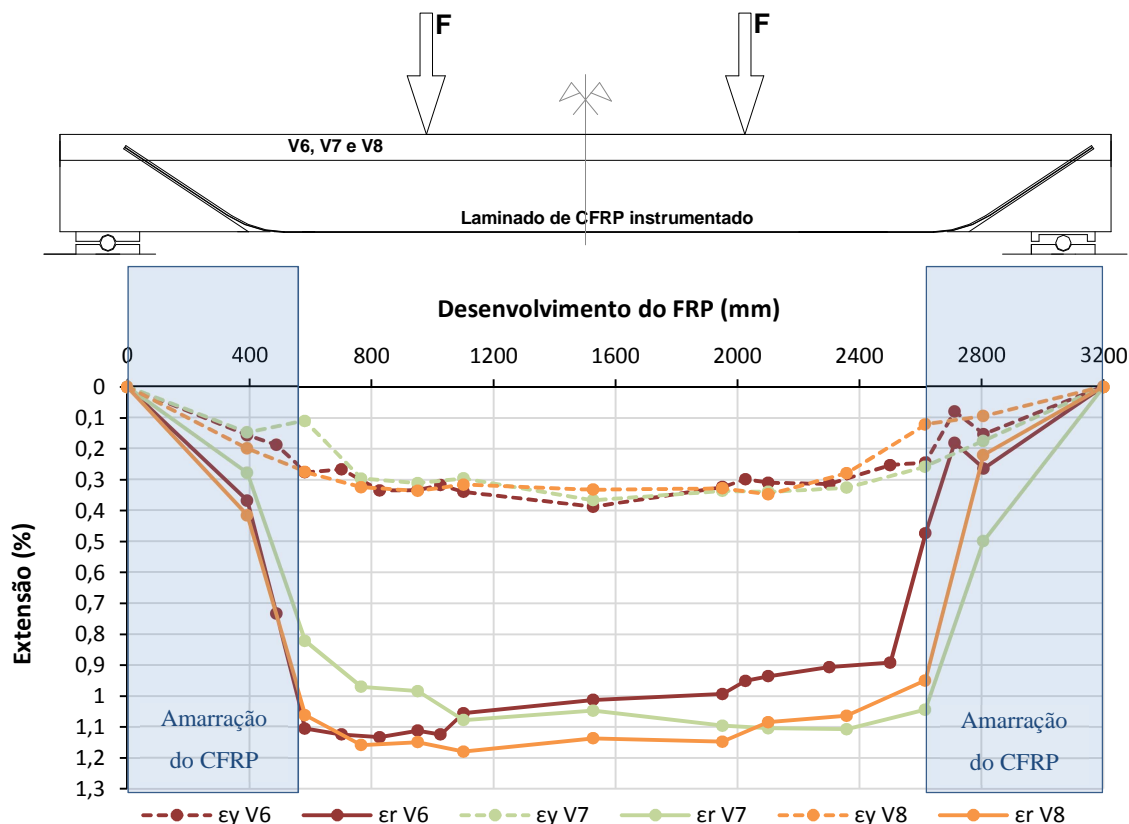 F F
V6, V7 e V8
Laminado de CFRP instrumentado
Desenvolvimento do FRP (mm)
0 400 800 1200 1600 2000 2400 2800 3200
0
0,1
0,2
0,3
0,4
0,5
0,6
0,7
0,8
0,9
1
1,1
1,2
1,3
Extensão (%)
Amarração
do CFRP
Amarração
do CFRP
εy V6 εr V6 εy V7 εr V7 εy V8 εr V8